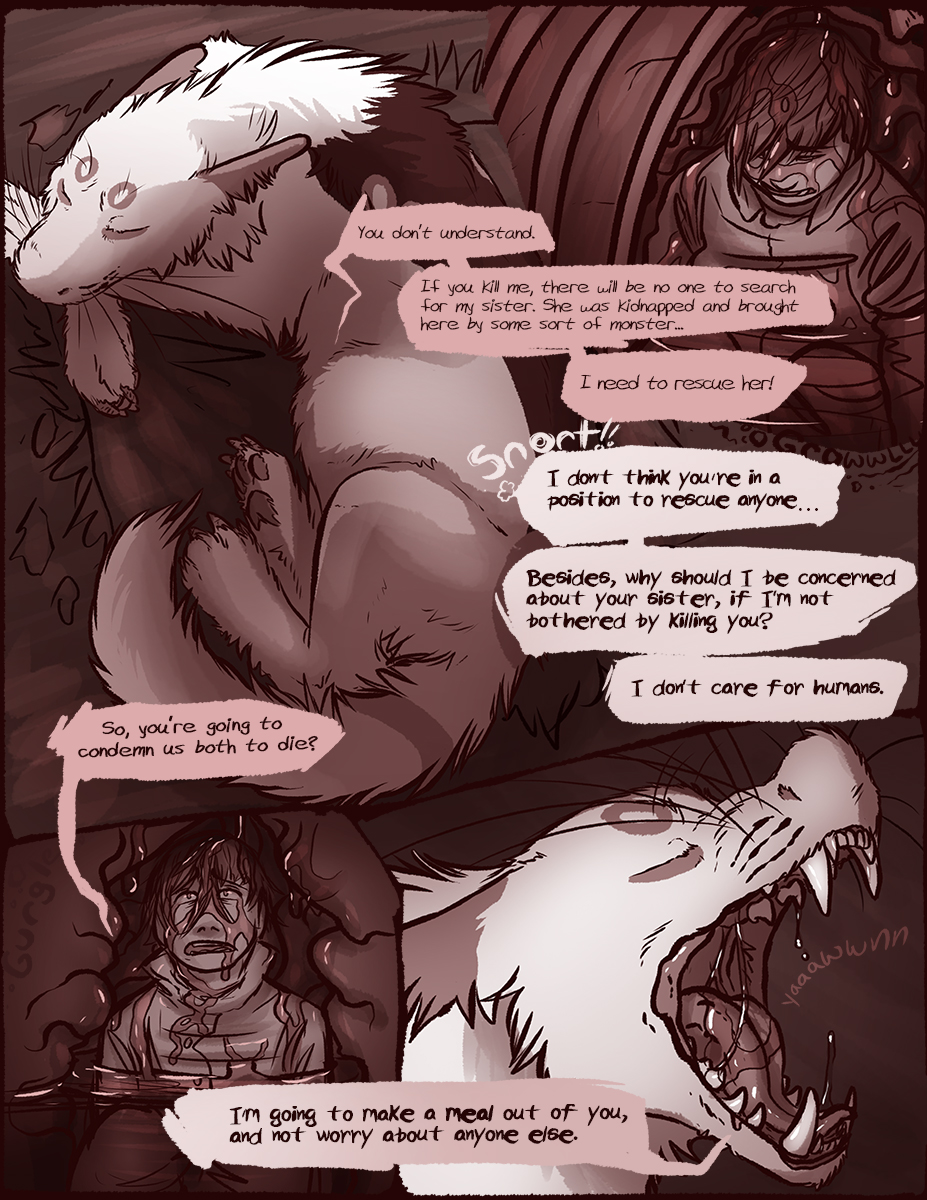 You don't understand.
If you kill me, there will be no one to search
for my sister. She was kidnapped and brought
here by some sort of monster...
I need to rescue her!
Snort!!
I don't think you're in a
position to rescue anyone...
Besides, why should I be concerned
about your sister, if I'm not
bothered by killing you?
I don't care for humans.
So, you're going to
condemn us both to die?
Gurgle
yaaawwnn
I'm going to make a meal out of you,
and not worry about anyone else.